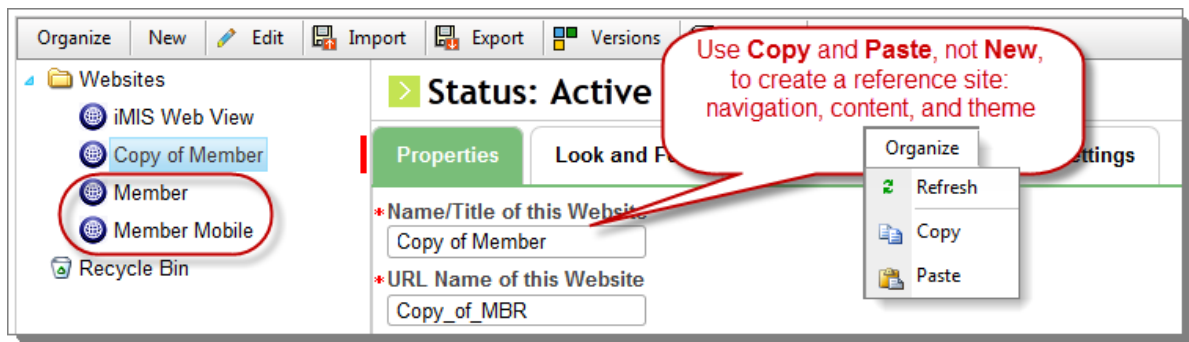 Organize New Edit Import Export Versions
Use Copy and Paste, not New,
to create a reference site:
navigation, content, and theme
Websites
iMIS Web View
Copy of Member
Member
Member Mobile
Recycle Bin
Status: Active
Properties Look and
Organize
Refresh
Copy
Paste
*Name/Title of this Website
Copy of Member
*URL Name of this Website
Copy_of_MBR